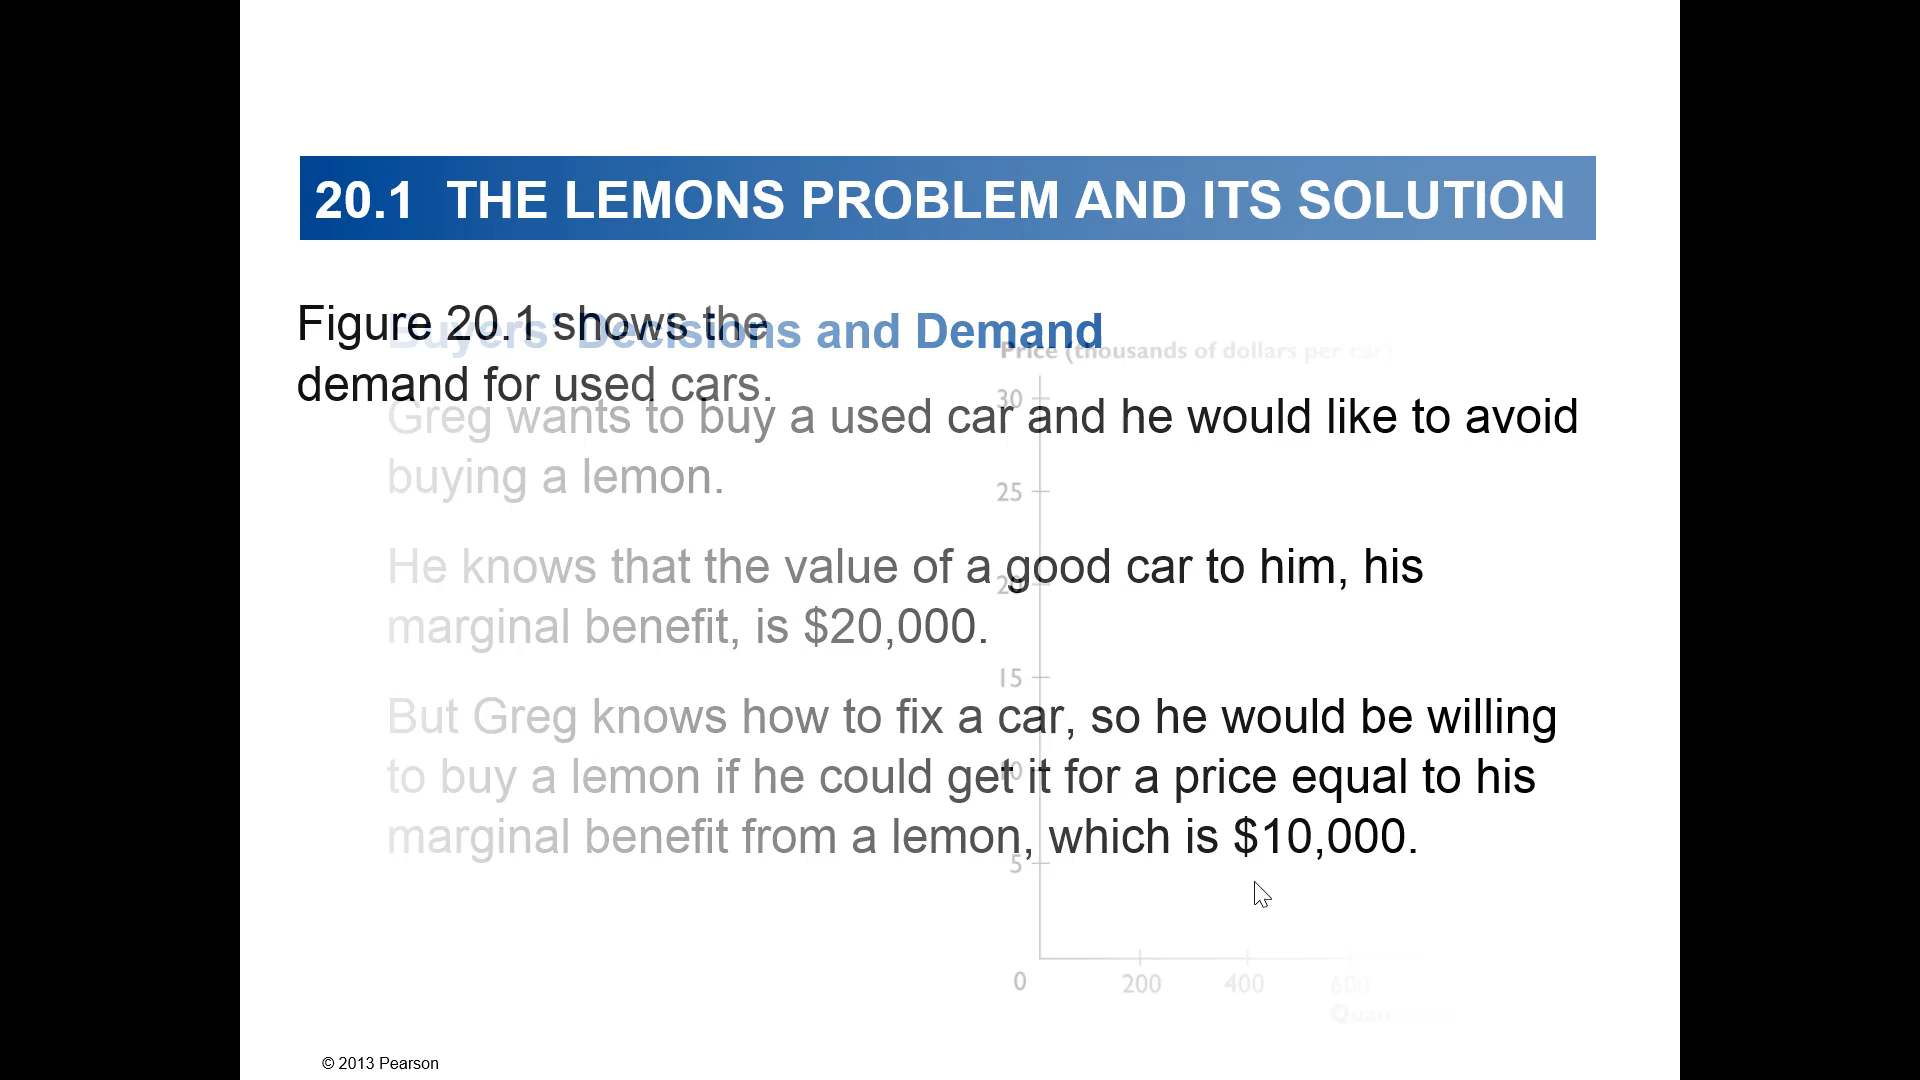 20.1 THE LEMONS PROBLEM AND ITS SOLUTION
Figure 20.1 shows the
demand for used cars.
Buyers' Decisions and Demand
Greg wants to buy a used car and he would like to avoid
buying a lemon.
He knows that the value of a good car to him, his
marginal benefit, is $20,000.
But Greg knows how to fix a car, so he would be willing
to buy a lemon if he could get it for a price equal to his
marginal benefit from a lemon, which is $10,000.
Price (thousands of dollars per car)
30
25
20
15
10
5
0 200 400 600
© 2013 Pearson